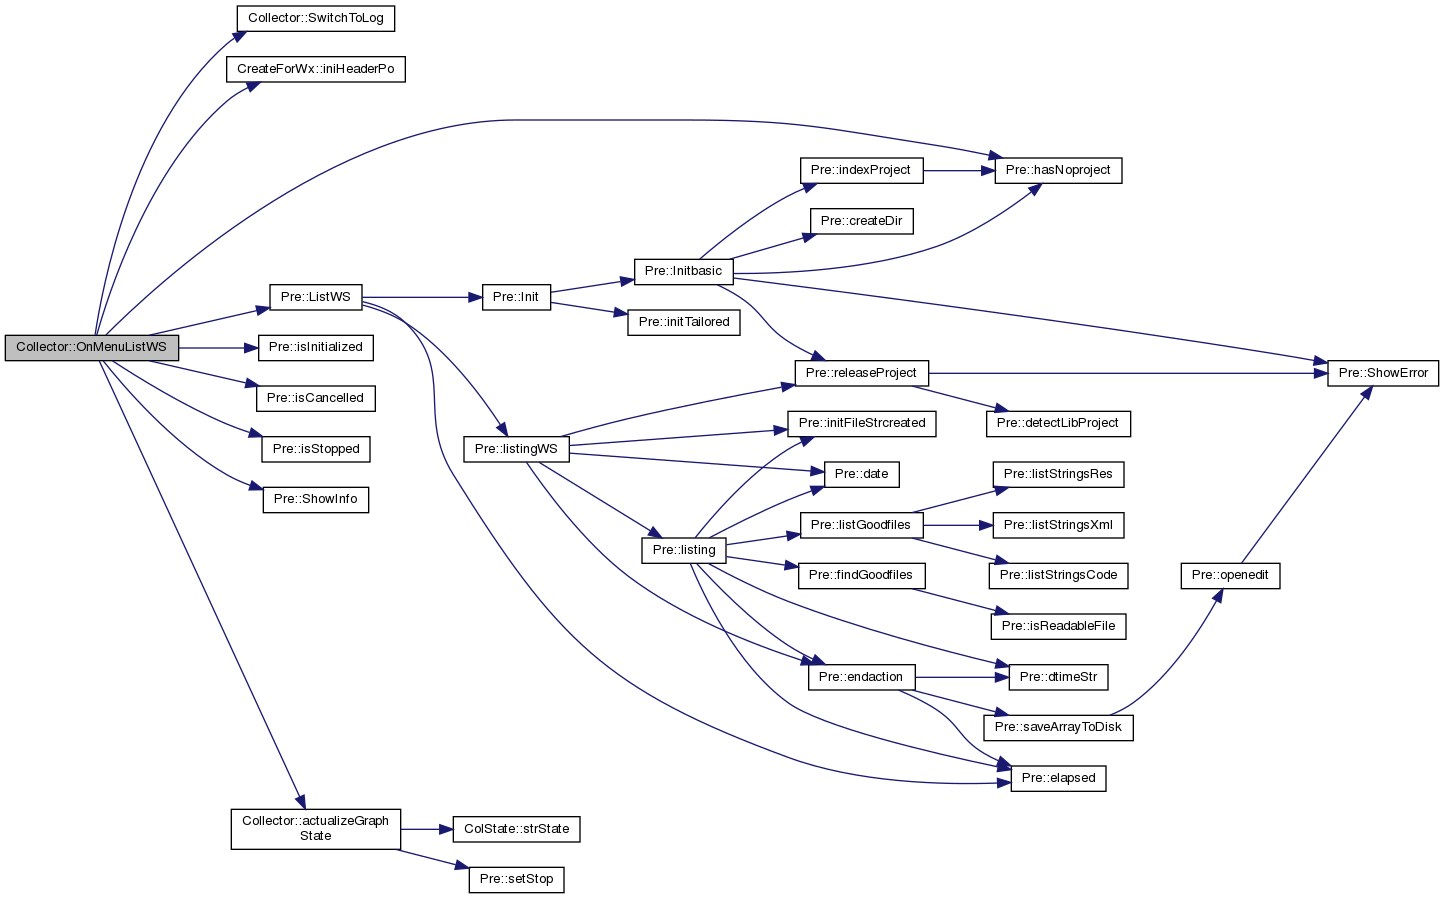 Collector::SwitchToLog
CreateForWx::iniHeaderPo
Pre::indexProject
Pre::hasNoproject
Pre::createDir
Pre::Initbasic
Pre::ListWS
Pre::Init
Pre::initTailored
Collector::OnMenuListWS
Pre::isInitialized
Pre::releaseProject
Pre::ShowError
Pre::isCancelled
Pre::initFileStrcreated
Pre::detectLibProject
Pre::isStopped
Pre::listingWS
Pre::date
Pre::listStringsRes
Pre::ShowInfo
Pre::listGoodfiles
Pre::listStringsXml
Pre::listing
Pre::findGoodfiles
Pre::listStringsCode
Pre::openedit
Pre::isReadableFile
Pre::endaction
Pre::dtimeStr
Pre::saveArrayToDisk
Pre::elapsed
Collector::actualizeGraph
State
ColState::strState
Pre::setStop